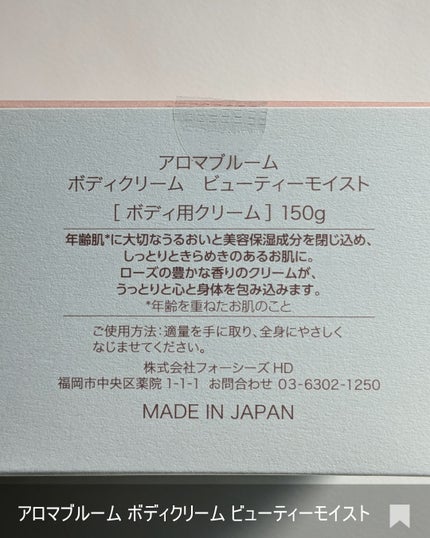 アロマブルーム
ボディクリーム ビューティーモイスト
[ ボディ用クリーム ] 150g
年齢肌*に大切なうるおいと美容保湿成分を閉じ込め、
しっとりときらめきのあるお肌に。
ローズの豊かな香りのクリームが、
うっとりと心と身体を包み込みます。
*年齢を重ねたお肌のこと
ご使用方法:適量を手に取り、全身にやさしく
なじませてください。
株式会社フォーシーズHD
福岡市中央区薬院 1-1-1 お問合わせ 03-6302-1250
MADE IN JAPAN
アロマブルーム ボディクリーム ビューティーモイスト